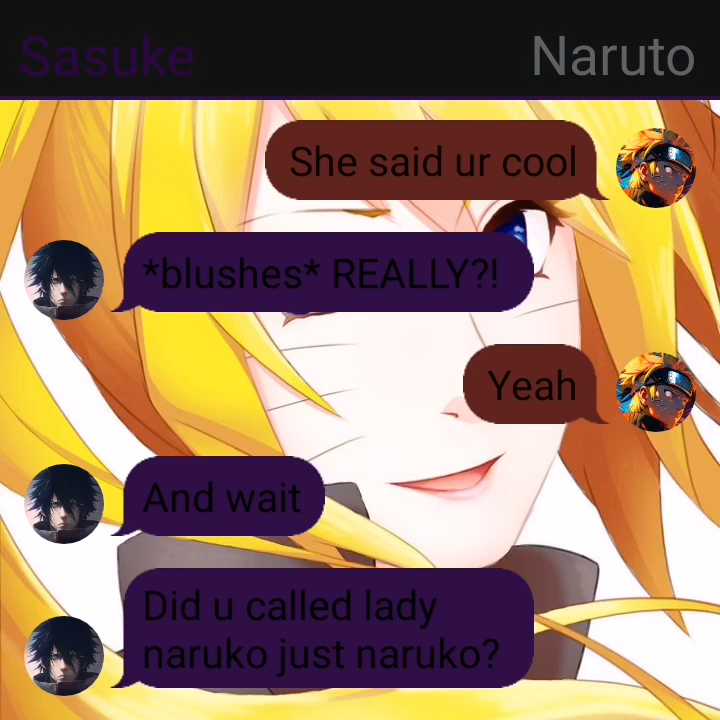 Sasuke
Naruto
She said ur cool
*blushes* REALLY?!
Yeah
And wait
Did u called lady
naruko just naruko?